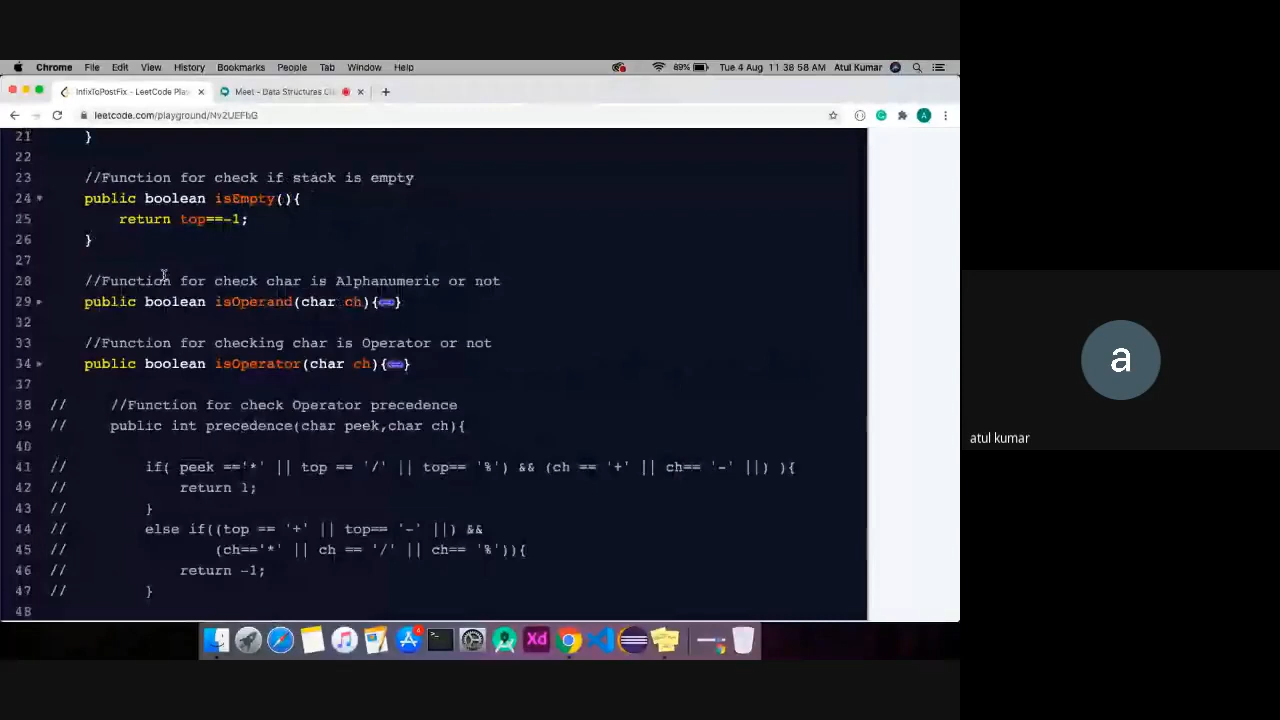 Chrome File Edit View History Bookmarks People Tab Window Help 89% Tue 4 Aug 11:38:58 AM Atul Kumar
InfixToPostFix - LeetCode Play Meet - Data Structures Cl
leetcode.com/playground/Nv2UEFbG A
21 }
22
23 //Function for check if stack is empty
24 public boolean isEmpty(){
25 return top==-1;
26 }
27
28 //Function for check char is Alphanumeric or not
29 public boolean isOperand(char ch){}
32
33 //Function for checking char is Operator or not
34 public boolean isOperator(char ch){}
37
38 // //Function for check Operator precedence
39 // public int precedence(char peek,char ch){
40
41 // if( peek =='*' || top == '/' || top== '%') && (ch == '+' || ch== '-' ||) ){
42 // return 1;
43 // }
44 // else if((top == '+' || top== '-' ||) &&
45 // (ch=='*' || ch == '/' || ch== '%')){
46 // return -1;
47 // }
48
Xd
a
atul kumar